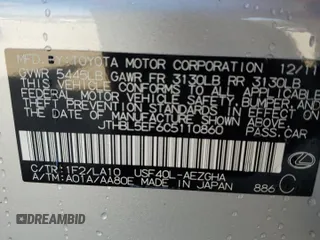 MFD. BY: TOYOTA MOTOR CORPORATION 12/11
GVWR 5445LB GAWR FR 3130LB RR 3130LB
THIS VEHICLE CONFORMS TO ALL APPLICABLE
FEDERAL MOTOR VEHICLE SAFETY, BUMPER, AND
THEFT PREVENTION STANDARDS IN EFFECT ON
THE DATE OF MANUFACTURE SHOWN ABOVE.
JTHBL5EF6C5110860 PASS-CAR
C/TR:1F2/LA10 USF40L-AEZGHA
A/TM:A01A/AA80E MADE IN JAPAN 886 C
DREAMBID